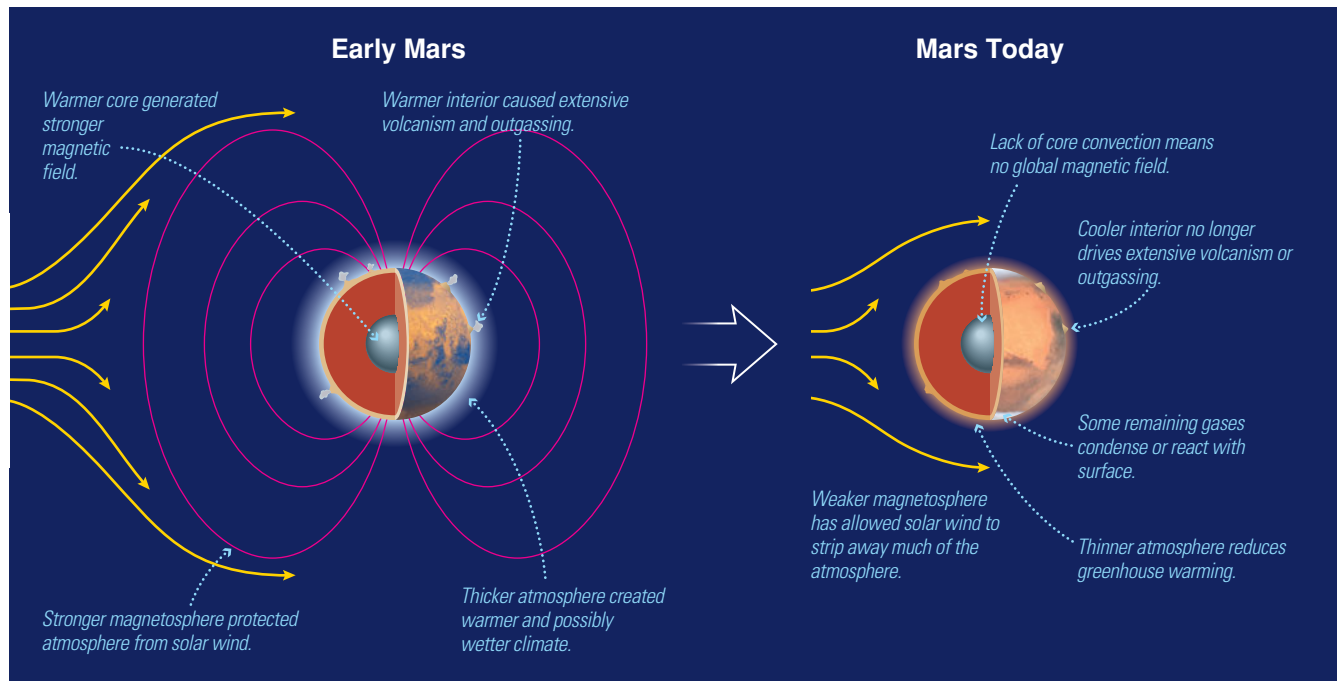 Early Mars
Warmer core generated
stronger
magnetic
field.
Warmer interior caused extensive
volcanism and outgassing.
Stronger magnetosphere protected
atmosphere from solar wind.
Thicker atmosphere created
warmer and possibly
wetter climate.
Mars Today
Lack of core convection means
no global magnetic field.
Cooler interior no longer
drives extensive volcanism or
outgassing.
Some remaining gases
condense or react with
surface.
Weaker magnetosphere
has allowed solar wind to
strip away much of the
atmosphere.
Thinner atmosphere reduces
greenhouse warming.